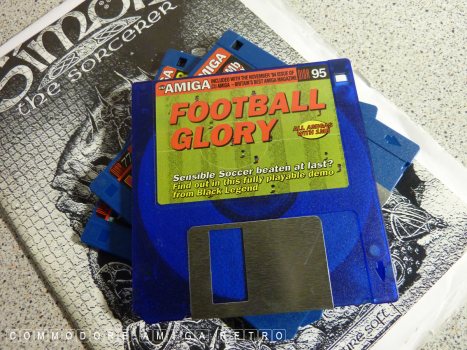 Simon
the sorcerer
AMIGA
INCLUDED WITH THE NOVEMBER '94 ISSUE OF
CU AMIGA - BRITAIN'S BEST AMIGA MAGAZINE
95
FOOTBALL
GLORY
ALL AMIGAS
WITH 1MB
Sensible Soccer beaten at last?
Find out in this fully playable demo
from Black Legend
COMMODORE AMIGA RETRO